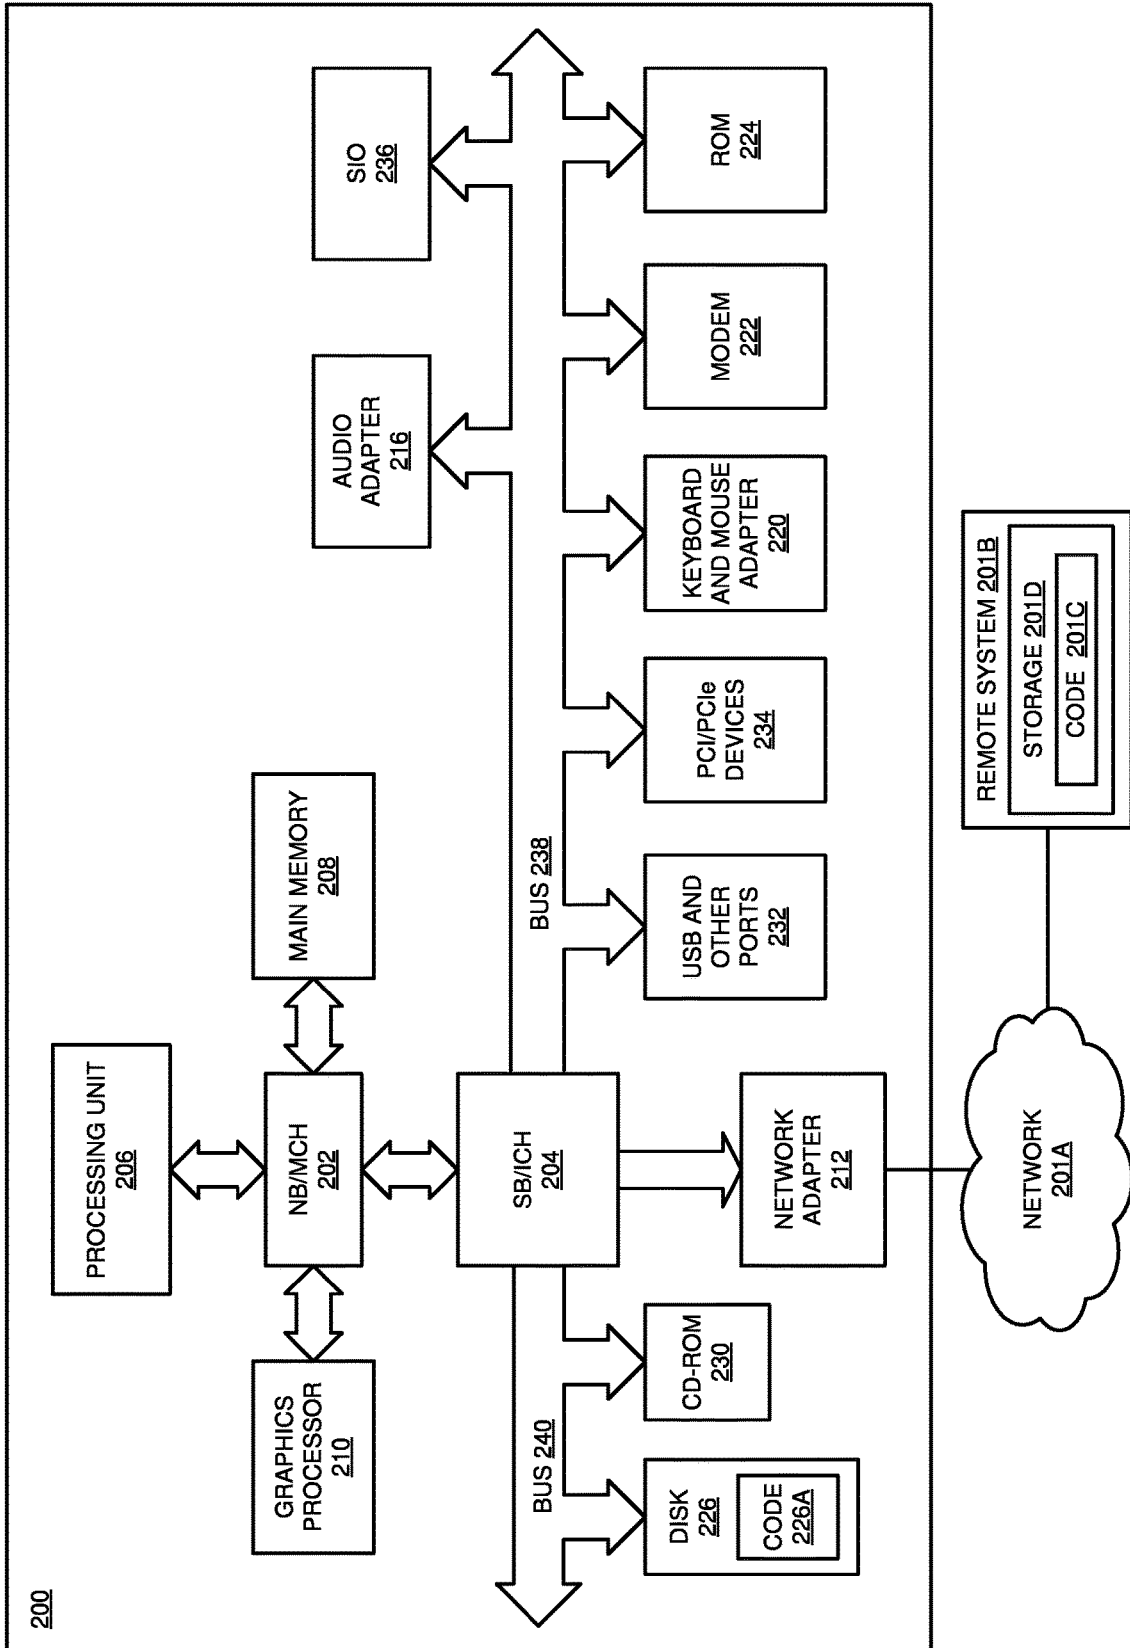 200
PROCESSING UNIT
206
GRAPHICS
PROCESSOR
210
NB/MCH
202
MAIN MEMORY
208
AUDIO
ADAPTER
216
SIO
236
BUS 240
SB/ICH
204
BUS 238
DISK
226
CODE
226A
CD-ROM
230
NETWORK
ADAPTER
212
USB AND
OTHER
PORTS
232
PCI/PCIe
DEVICES
234
KEYBOARD
AND MOUSE
ADAPTER
220
MODEM
222
ROM
224
NETWORK
201A
REMOTE SYSTEM 201B
STORAGE 201D
CODE 201C